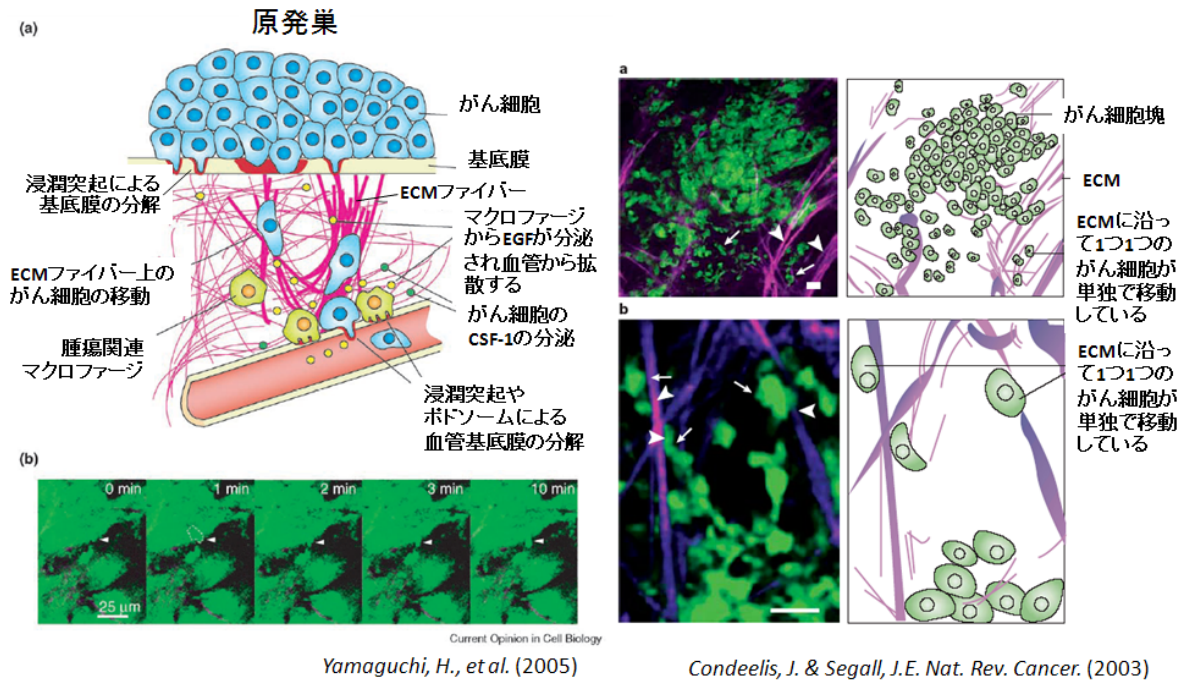 原発巣
(a)
がん細胞
基底膜
浸潤突起による
基底膜の分解
ECMファイバー
マクロファージ
からEGFが分泌
され血管から拡
散する
ECMファイバー上の
がん細胞の移動
がん細胞の
CSF-1の分泌
腫瘍関連
マクロファージ
浸潤突起や
ポドソームによる
血管基底膜の分解
(b)
0 min
1 min
2 min
3 min
10 min
25 µm
Current Opinion in Cell Biology
Yamaguchi, H., et al. (2005)
a
がん細胞塊
ECM
ECMに沿っ
て1つ1つの
がん細胞が
単独で移動
している
b
ECMに沿っ
て1つ1つの
がん細胞が
単独で移動
している
Condeelis, J. & Segall, J.E. Nat. Rev. Cancer. (2003)